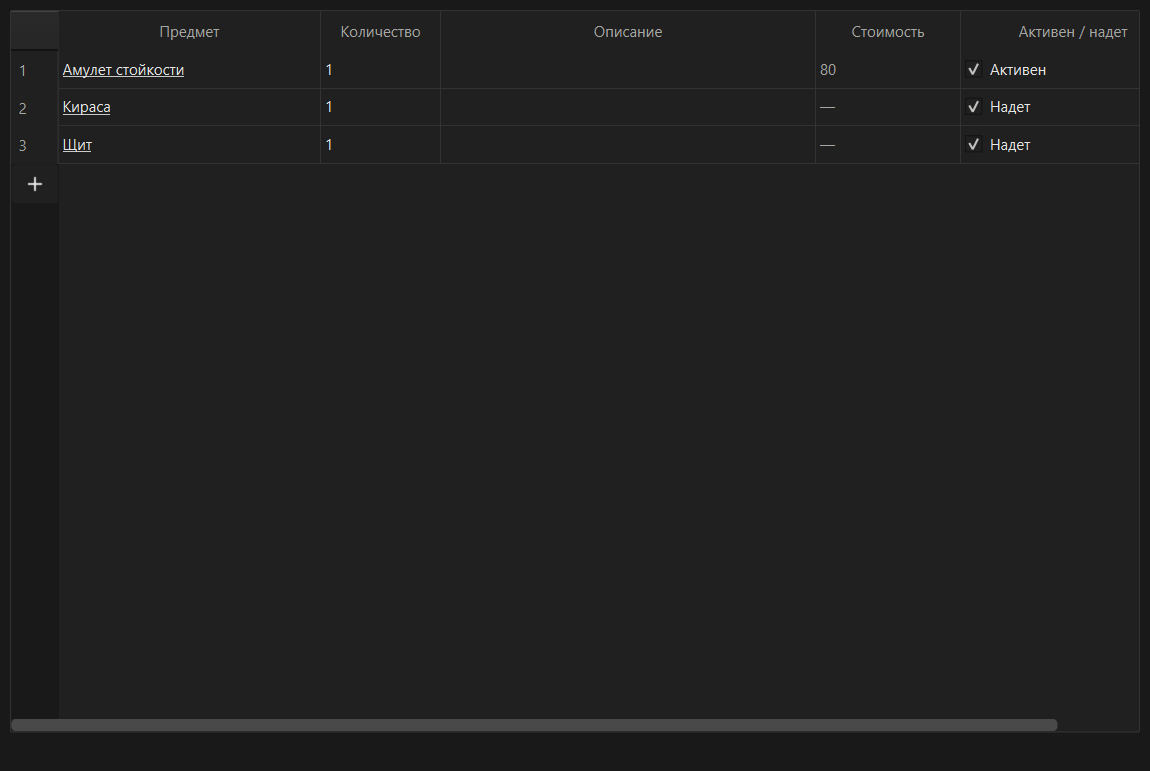 Предмет Количество Описание Стоимость Активен / надет
1 Амулет стойкости 1 80 Активен
2 Кираса 1 — Надет
3 Щит 1 — Надет
+